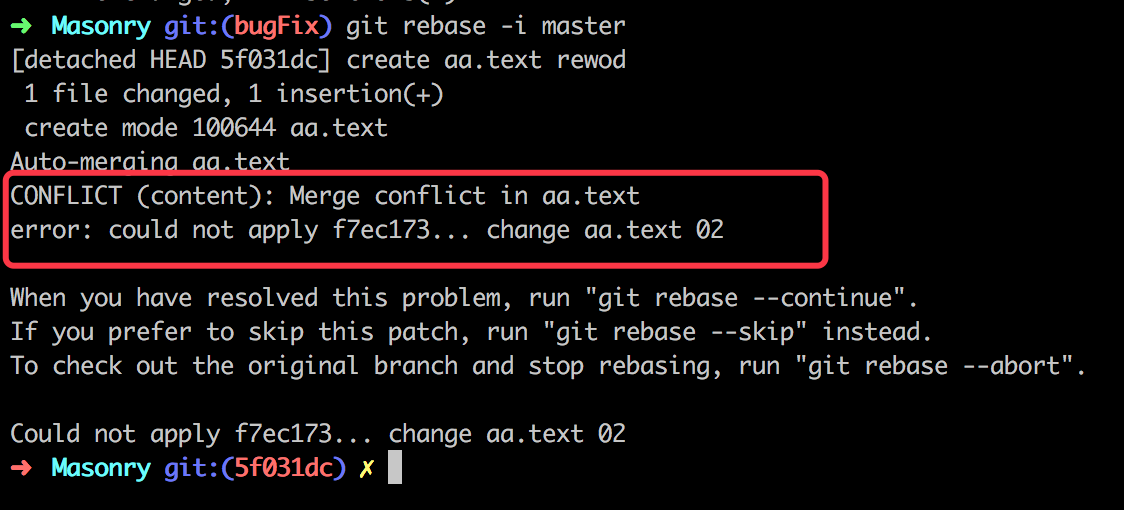 ➜ Masonry git:(bugFix) git rebase -i master
[detached HEAD 5f031dc] create aa.text rewod
1 file changed, 1 insertion(+)
create mode 100644 aa.text
Auto-merging aa.text
CONFLICT (content): Merge conflict in aa.text
error: could not apply f7ec173... change aa.text 02
When you have resolved this problem, run "git rebase --continue".
If you prefer to skip this patch, run "git rebase --skip" instead.
To check out the original branch and stop rebasing, run "git rebase --abort".
Could not apply f7ec173... change aa.text 02
➜ Masonry git:(5f031dc) ✗